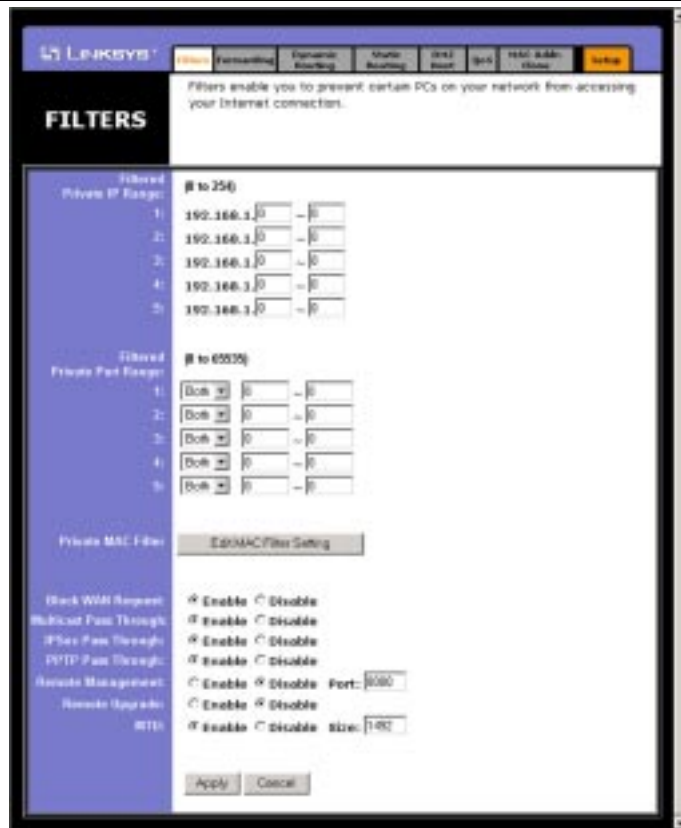 LINKSYS®
Filters Forwarding Dynamic Routing Static Routing DMZ Host QoS MAC Addr. Clone Setup
FILTERS
Filters enable you to prevent certain PCs on your network from accessing
your Internet connection.
Filtered
Private IP Range: (0 to 254)
1: 192.168.1.0 ~ 0
2: 192.168.1.0 ~ 0
3: 192.168.1.0 ~ 0
4: 192.168.1.0 ~ 0
5: 192.168.1.0 ~ 0
Filtered
Private Port Range: (0 to 65535)
1: Both 0 ~ 0
2: Both 0 ~ 0
3: Both 0 ~ 0
4: Both 0 ~ 0
5: Both 0 ~ 0
Private MAC Filter Edit MAC Filter Setting
Block WAN Request: Enable Disable
Multicast Pass Through: Enable Disable
IPSec Pass Through: Enable Disable
PPTP Pass Through: Enable Disable
Remote Management: Enable Disable Port: 8080
Remote Upgrade: Enable Disable
MTU: Enable Disable Size: 1492
Apply Cancel